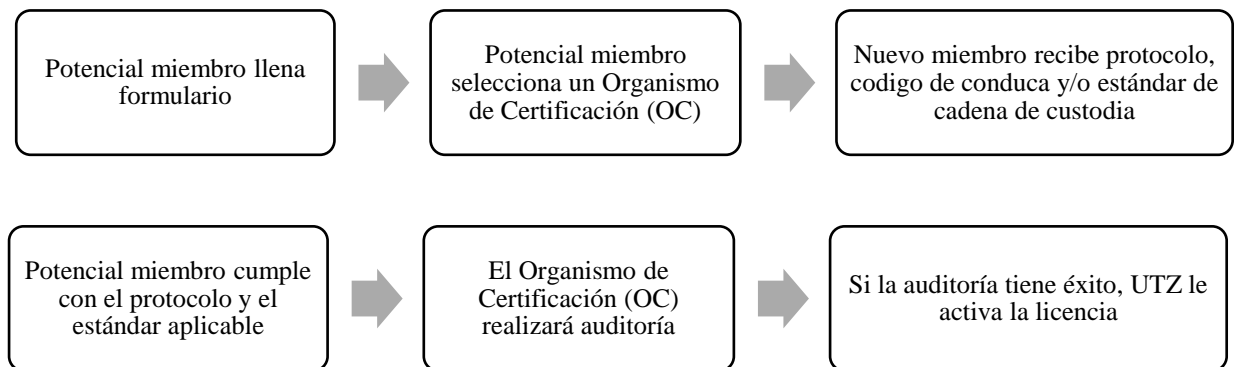 Potencial miembro llena
formulario
Potencial miembro
selecciona un Organismo
de Certificación (OC)
Nuevo miembro recibe protocolo,
codigo de conduca y/o estándar de
cadena de custodia
Potencial miembro cumple
con el protocolo y el
estándar aplicable
El Organismo de
Certificación (OC)
realizará auditoría
Si la auditoría tiene éxito, UTZ le
activa la licencia